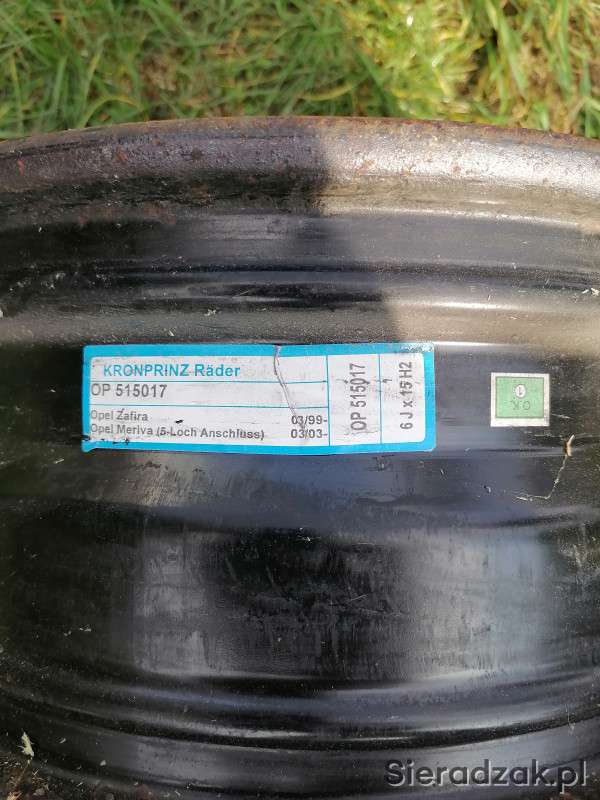 KRONPRINZ Räder
OP 515017
Opel Zafira 03/99-
Opel Meriva (5-Loch Anschluss) 03/03-
OP 515017
1
6 J x 15 H2
OK
Sieradzak.pl